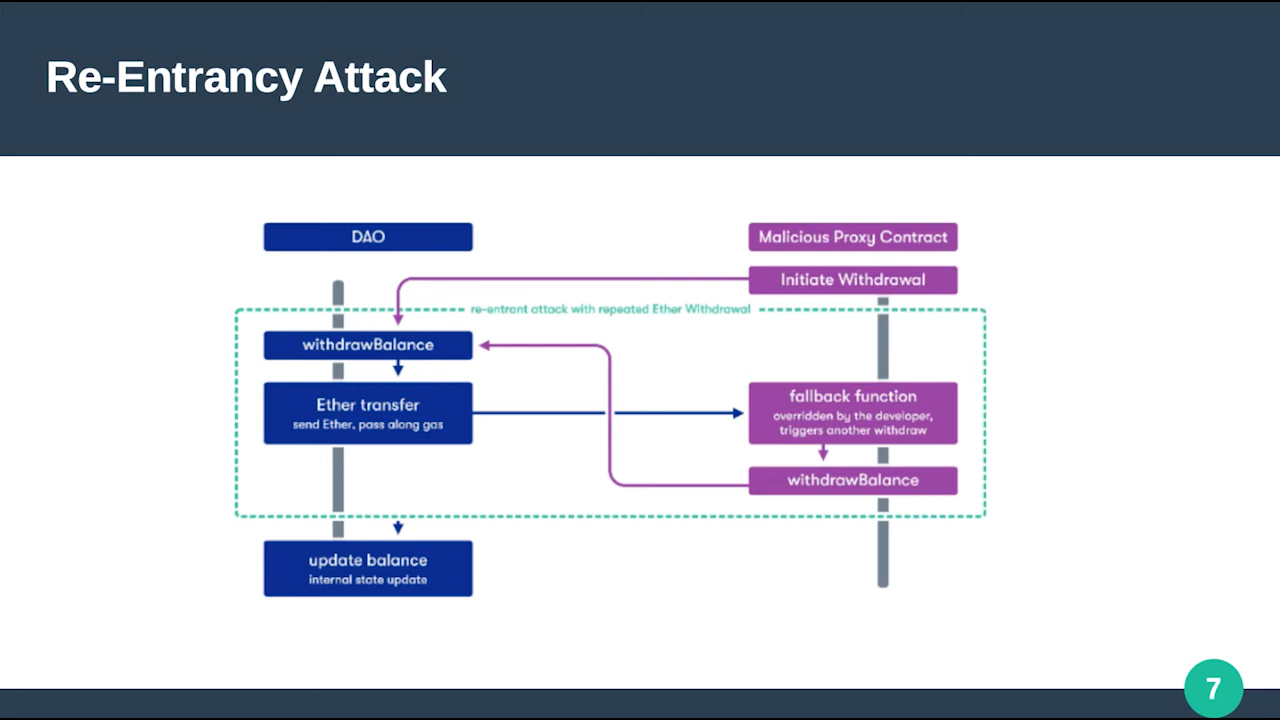 Re-Entrancy Attack
DAO
Malicious Proxy Contract
Initiate Withdrawal
re-entrant attack with repeated Ether Withdrawal
withdrawBalance
Ether transfer
send Ether, pass along gas
fallback function
overridden by the developer,
triggers another withdraw
withdrawBalance
update balance
internal state update
7